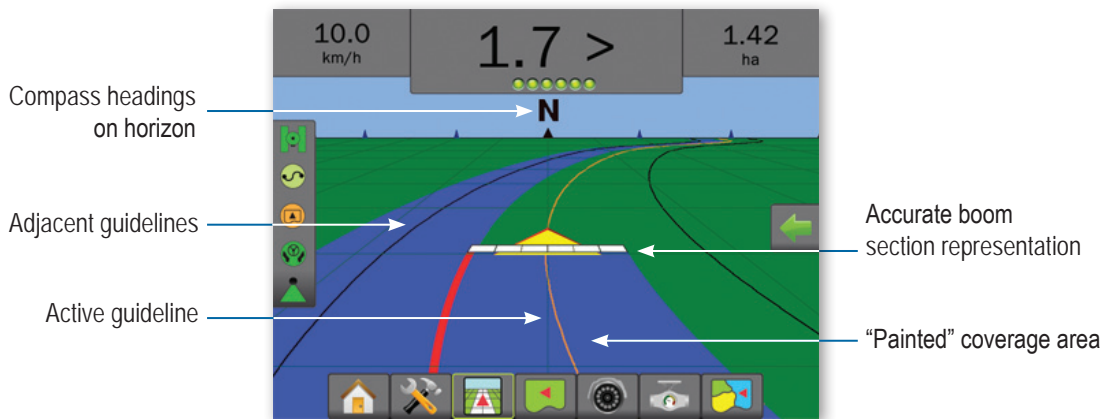 10.0
km/h
1.7 >
1.42
ha
N
Compass headings
on horizon
Adjacent guidelines
Active guideline
Accurate boom
section representation
“Painted” coverage area